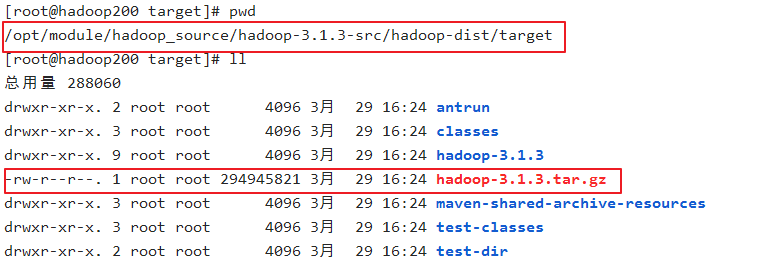 [root@hadoop200 target]# pwd
/opt/module/hadoop_source/hadoop-3.1.3-src/hadoop-dist/target
[root@hadoop200 target]# ll
总用量 288060
drwxr-xr-x. 2 root root      4096 3月  29 16:24 antrun
drwxr-xr-x. 3 root root      4096 3月  29 16:24 classes
drwxr-xr-x. 9 root root      4096 3月  29 16:24 hadoop-3.1.3
-rw-r--r--. 1 root root 294945821 3月  29 16:24 hadoop-3.1.3.tar.gz
drwxr-xr-x. 3 root root      4096 3月  29 16:24 maven-shared-archive-resources
drwxr-xr-x. 3 root root      4096 3月  29 16:24 test-classes
drwxr-xr-x. 2 root root      4096 3月  29 16:24 test-dir